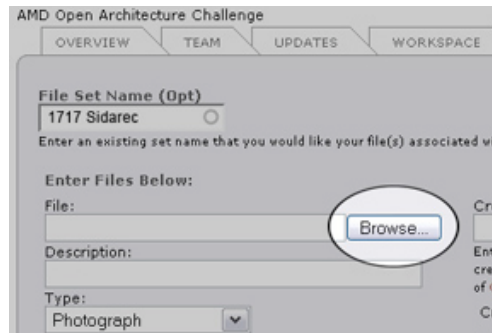 AMD Open Architecture Challenge
OVERVIEW TEAM UPDATES WORKSPACE
File Set Name (Opt)
1717 Sidarec
Enter an existing set name that you would like your file(s) associated wi
Enter Files Below:
File:
Browse...
Cr
Description:
Ent
cre
of
Type:
Photograph
C